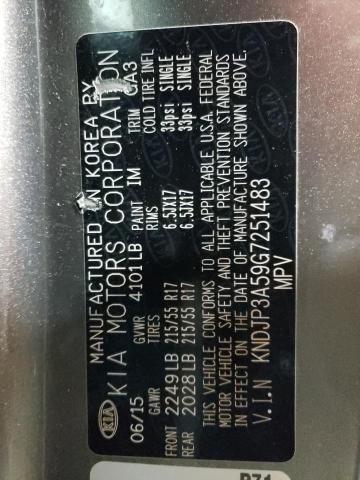 MANUFACTURED IN KOREA BY
KIA KIA MOTORS CORPORATION
06/15 GVWR 4101LB PAINT IM TRIM
GAWR TIRES RIMS COLD TIRE INFL
FRONT 2249LB 215/55 R17 6.5JX17 33psi SINGLE
REAR 2028LB 215/55 R17 6.5JX17 33psi SINGLE
THIS VEHICLE CONFORMS TO ALL APPLICABLE U.S.A. FEDERAL
MOTOR VEHICLE SAFETY AND THEFT PREVENTION STANDARDS
IN EFFECT ON THE DATE OF MANUFACTURE SHOWN ABOVE.
V.I.N KNDJP3A59G7251483
MPV